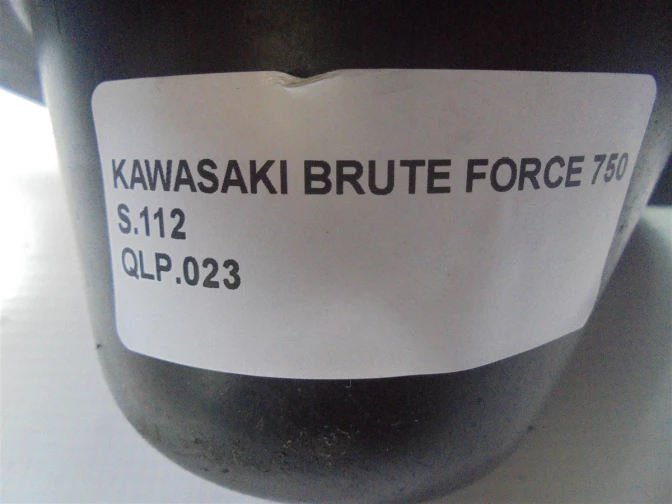 KAWASAKI BRUTE FORCE 750
S.112
QLP.023